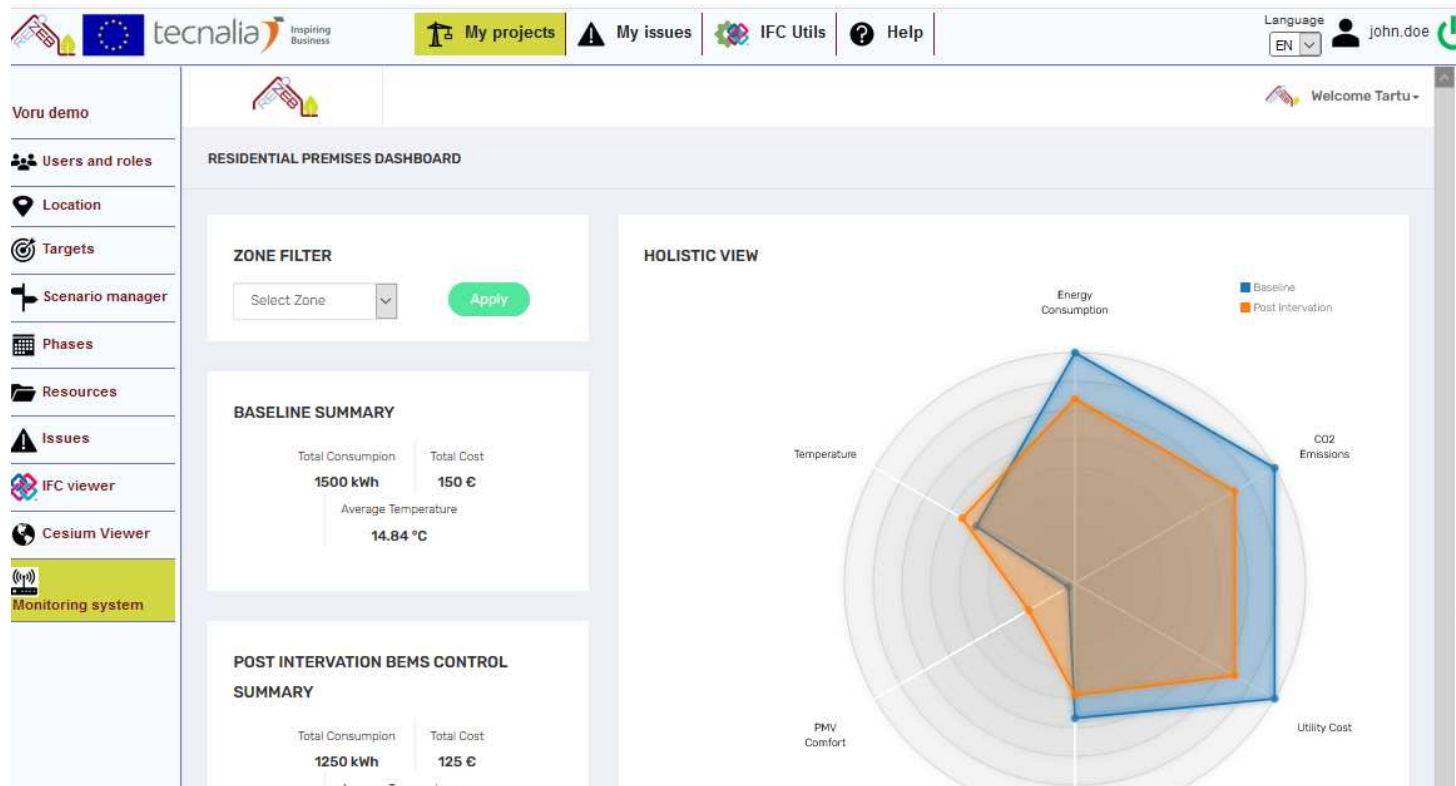 tecnalia Inspiring
Business
My projects
My issues
IFC Utils
Help
Language
EN
john.doe
Voru demo
Users and roles
Location
Targets
Scenario manager
Phases
Resources
Issues
IFC viewer
Cesium Viewer
Monitoring system
Welcome Tartu
RESIDENTIAL PREMISES DASHBOARD
ZONE FILTER
Select Zone
Apply
BASELINE SUMMARY
Total Consumpion
Total Cost
1500 kWh
150 €
Average Temperature
14.84 °C
POST INTERVATION BEMS CONTROL
SUMMARY
Total Consumpion
Total Cost
1250 kWh
125 €
HOLISTIC VIEW
Baseline
Post Intervation
Energy
Consumption
CO2
Emissions
Utility Cost
PMV
Comfort
Temperature